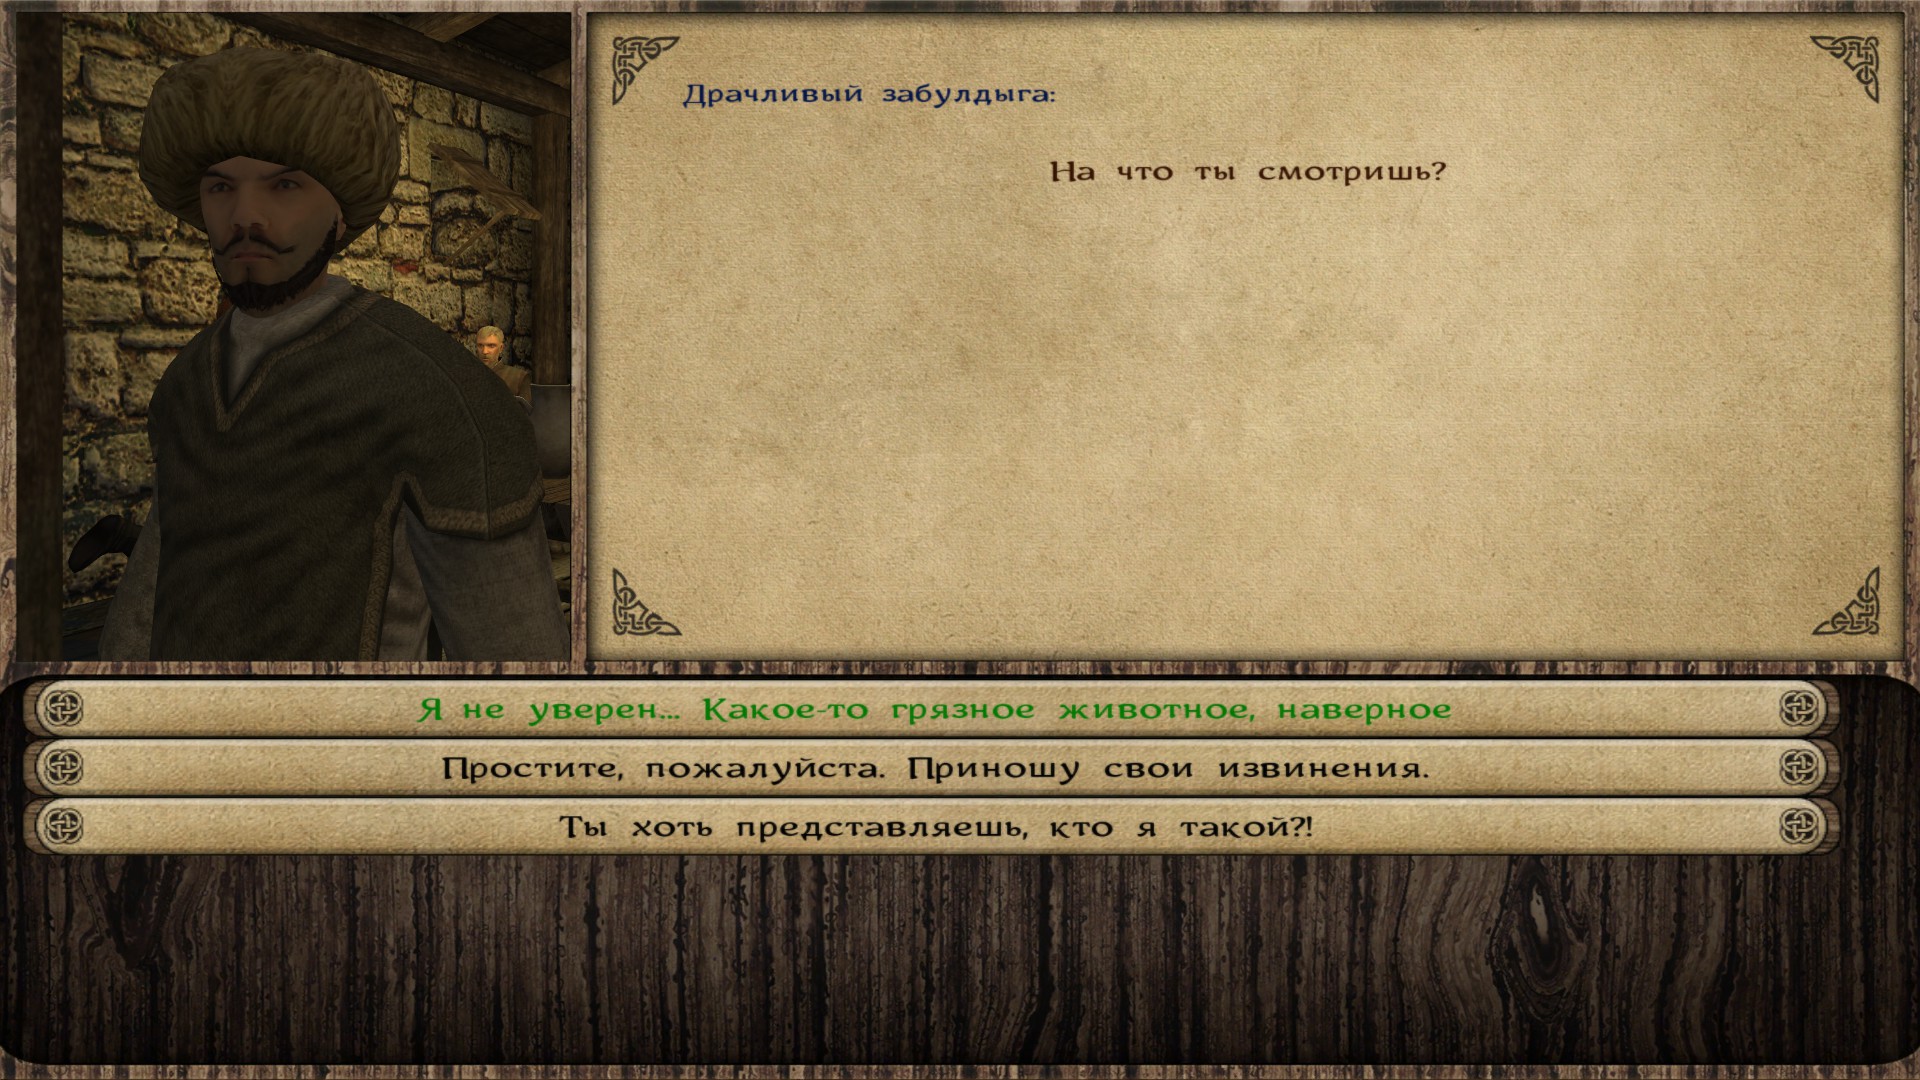 Драчливый забулдыга:
На что ты смотришь?
Я не уверен... Какое-то грязное животное, наверное
Простите, пожалуйста. Приношу свои извинения.
Ты хоть представляешь, кто я такой?!